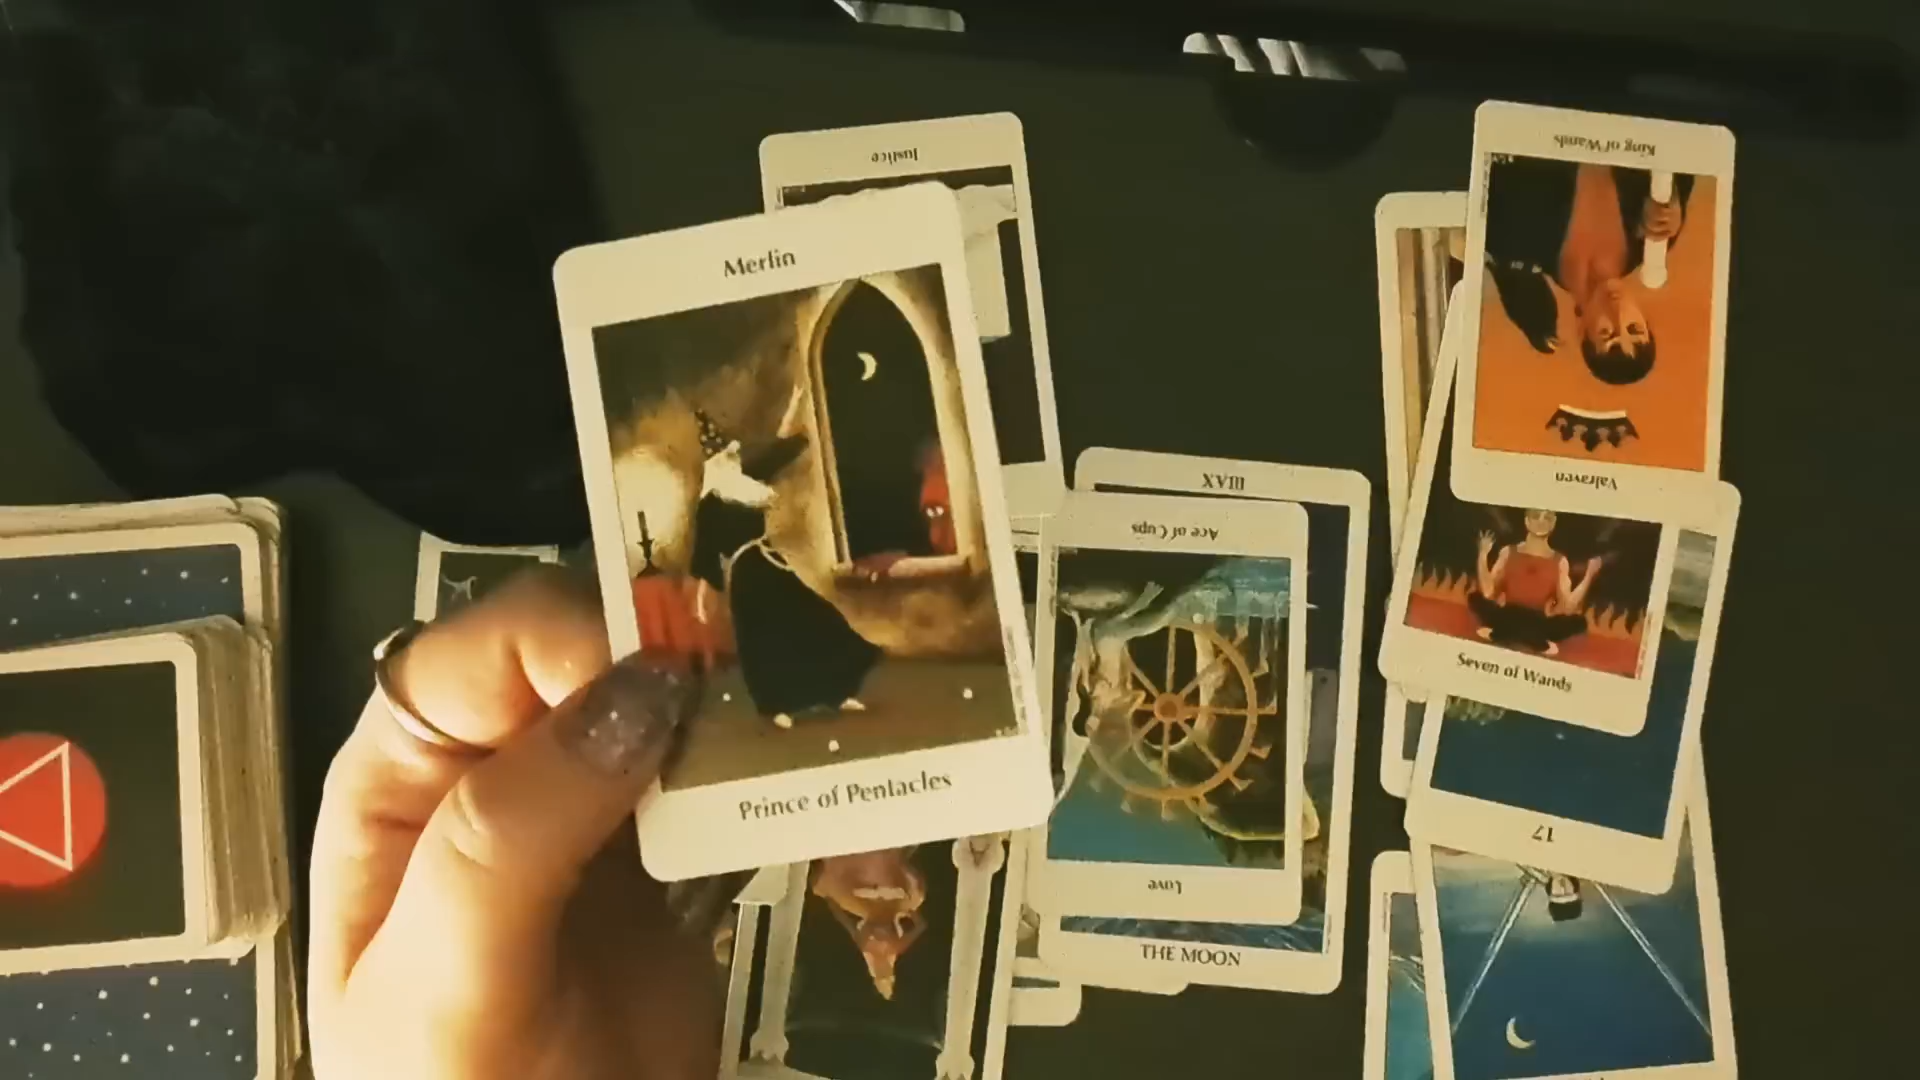 Justice
King of Wands
Merlin
Valraven
XVIII
Ace of Cups
Seven of Wands
Prince of Pentacles
17
Love
THE MOON